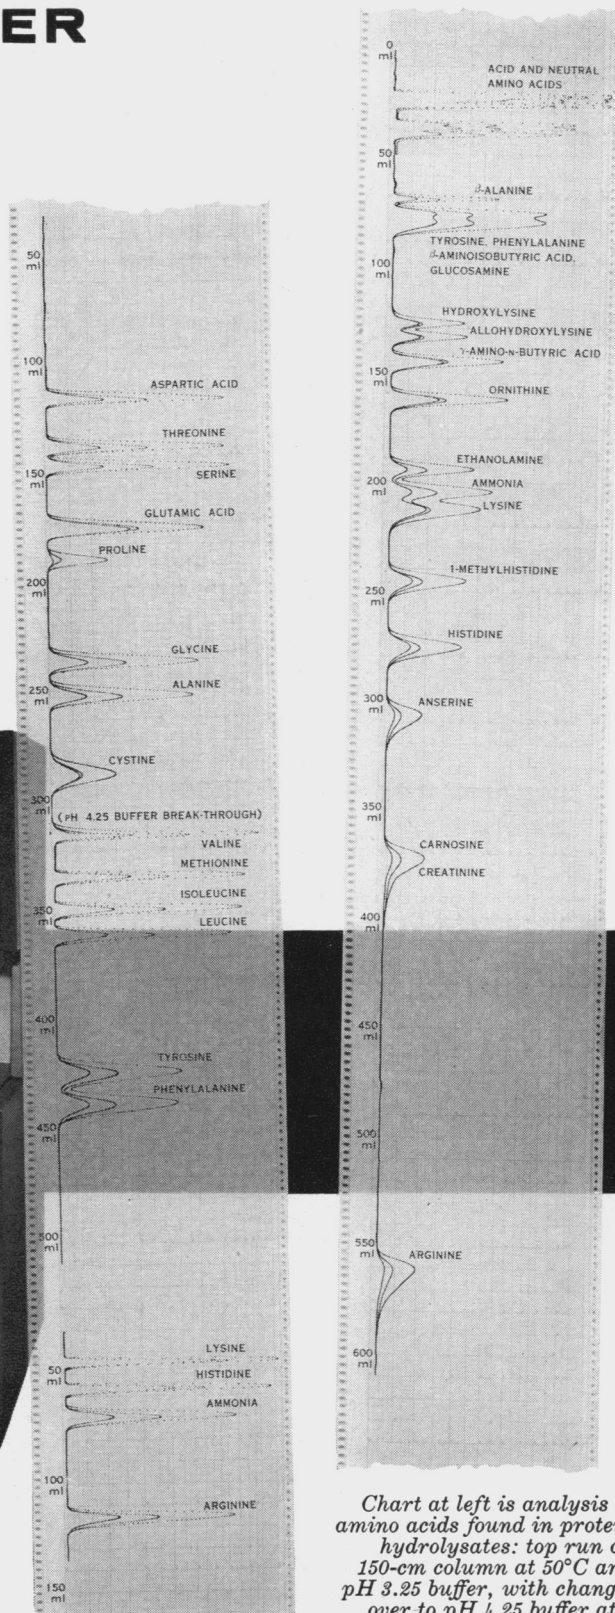 ER
50
ml
100
ml
ASPARTIC ACID
THREONINE
150
ml
SERINE
GLUTAMIC ACID
PROLINE
200
ml
GLYCINE
ALANINE
250
ml
CYSTINE
300
ml
(pH 4.25 BUFFER BREAK-THROUGH)
VALINE
METHIONINE
ISOLEUCINE
350
ml
LEUCINE
400
ml
TYROSINE
PHENYLALANINE
450
ml
500
ml
LYSINE
50
ml
HISTIDINE
AMMONIA
100
ml
ARGININE
150
ml
0
ml
ACID AND NEUTRAL
AMINO ACIDS
50
ml
β-ALANINE
TYROSINE, PHENYLALANINE
β-AMINOISOBUTYRIC ACID,
GLUCOSAMINE
100
ml
HYDROXYLYSINE
ALLOHYDROXYLYSINE
γ-AMINO-N-BUTYRIC ACID
150
ml
ORNITHINE
ETHANOLAMINE
200
ml
AMMONIA
LYSINE
1-METHYLHISTIDINE
250
ml
HISTIDINE
300
ml
ANSERINE
350
ml
CARNOSINE
CREATININE
400
ml
450
ml
500
ml
550
ml
ARGININE
600
ml
Chart at left is analysis
amino acids found in prote
hydrolysates: top run o
150-cm column at 50°C an
pH 3.25 buffer, with chang
over to pH 4.25 buffer af